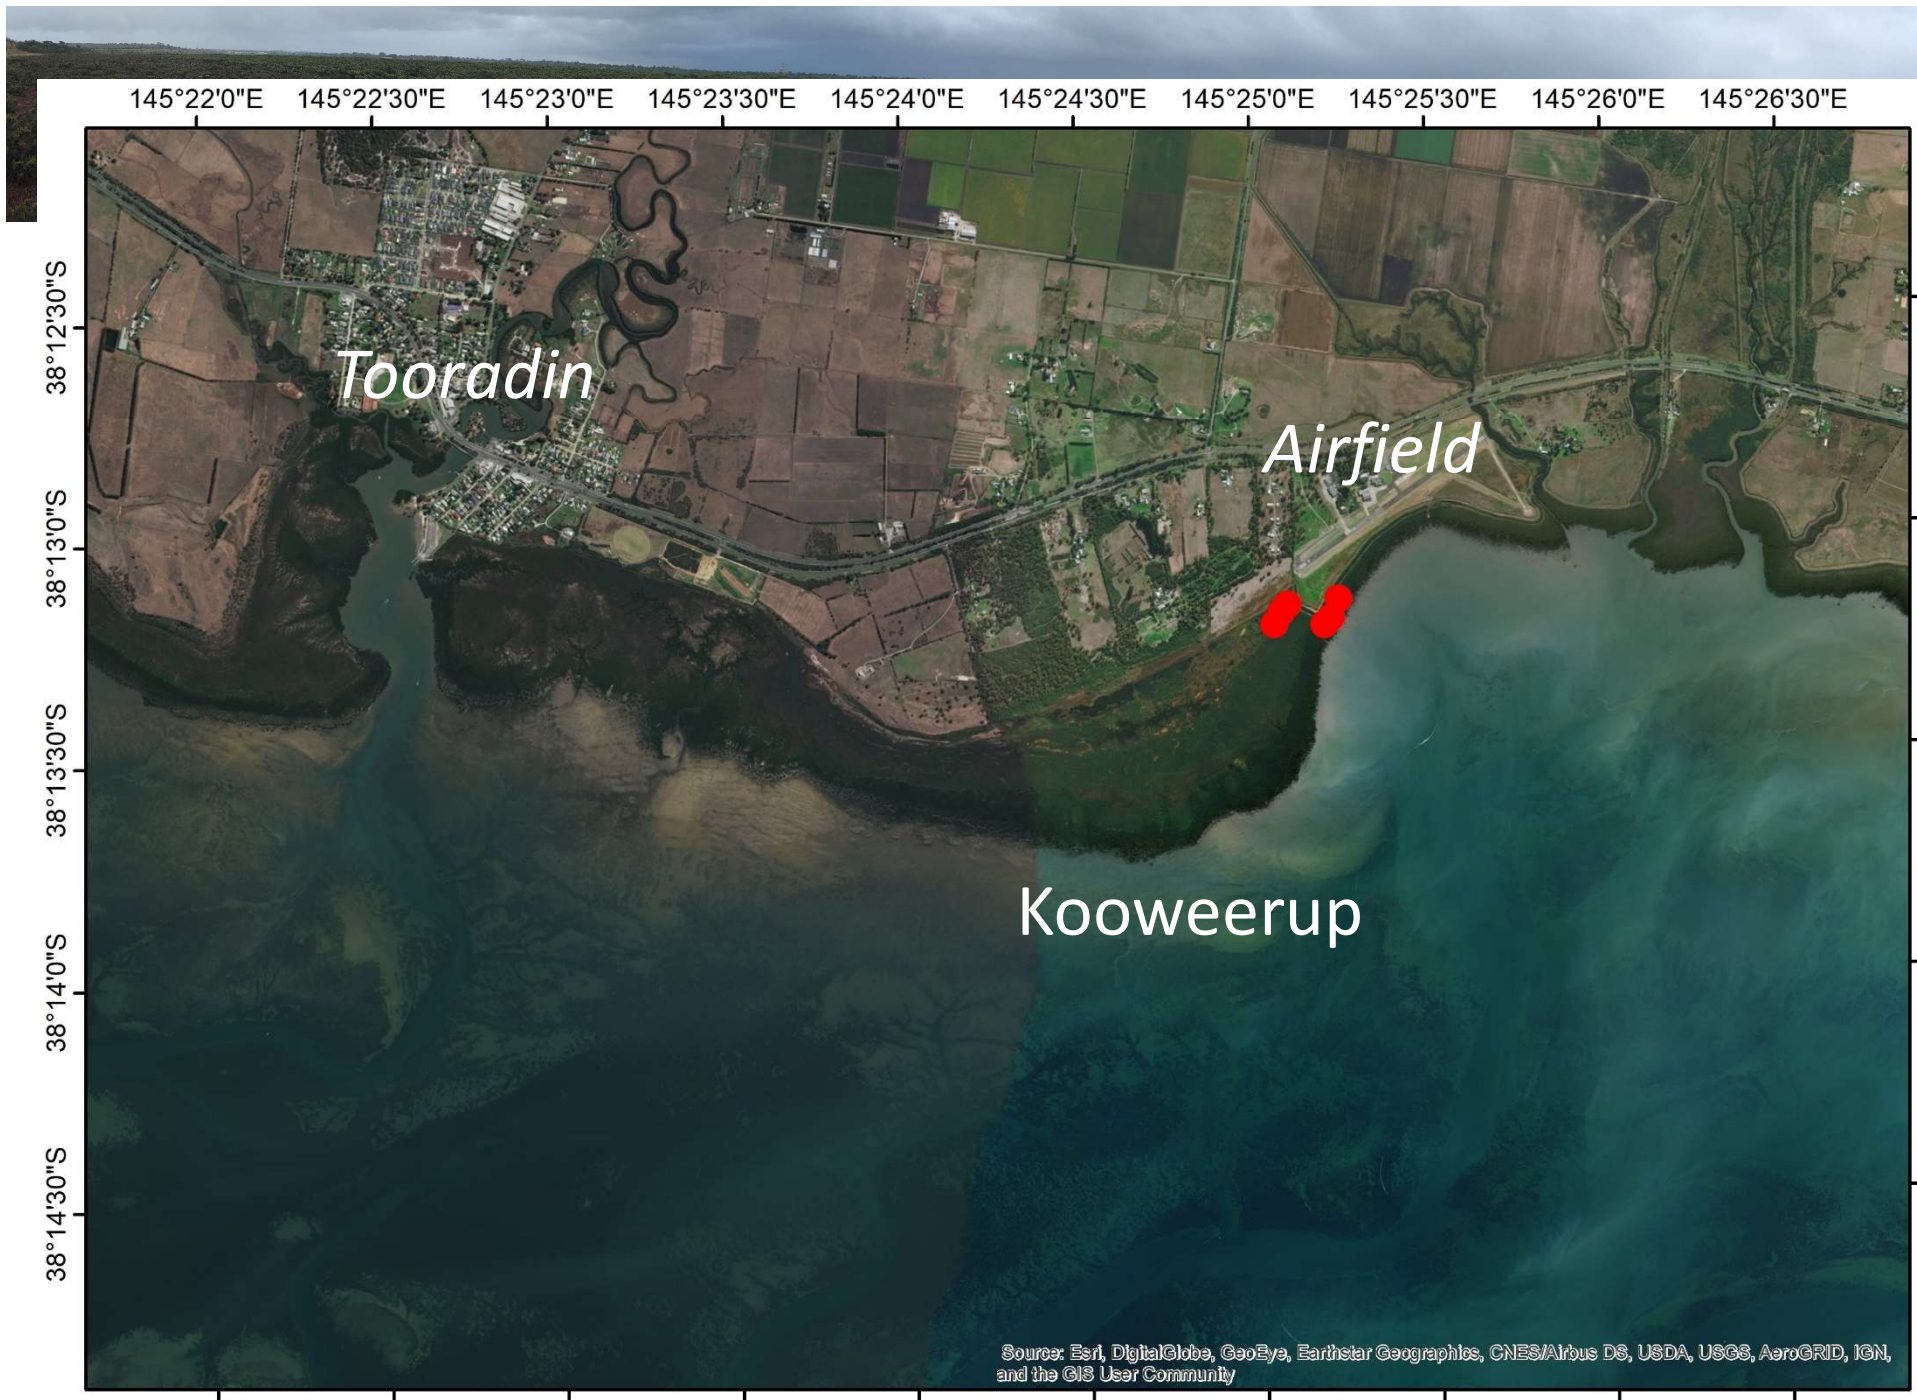 145°22'0"E 145°22'30"E 145°23'0"E 145°23'30"E 145°24'0"E 145°24'30"E 145°25'0"E 145°25'30"E 145°26'0"E 145°26'30"E
38°12'30"S
Tooradin
Airfield
38°13'0"S
38°13'30"S
Kooweerup
38°14'0"S
38°14'30"S
Source: Esri, DigitalGlobe, GeoEye, Earthstar Geographics, CNES/Airbus DS, USDA, USGS, AeroGRID, IGN,
and the GIS User Community